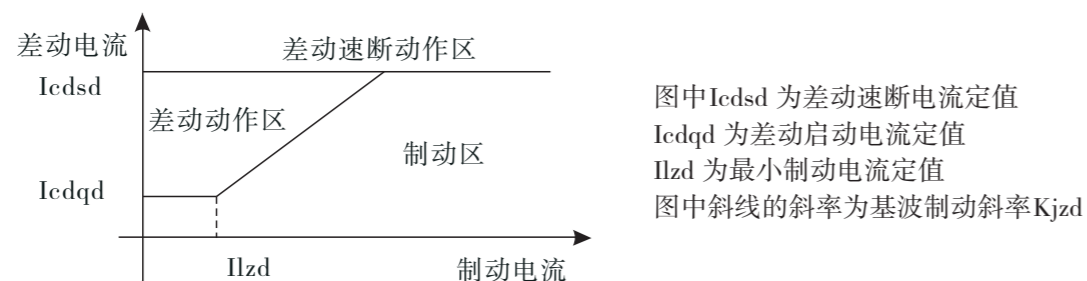 差动电流
Icdsd
差动速断动作区
差动动作区
制动区
Icdqd
Ilzd
制动电流
图中Icdsd 为差动速断电流定值
Icdqd 为差动启动电流定值
Ilzd 为最小制动电流定值
图中斜线的斜率为基波制动斜率Kjzd